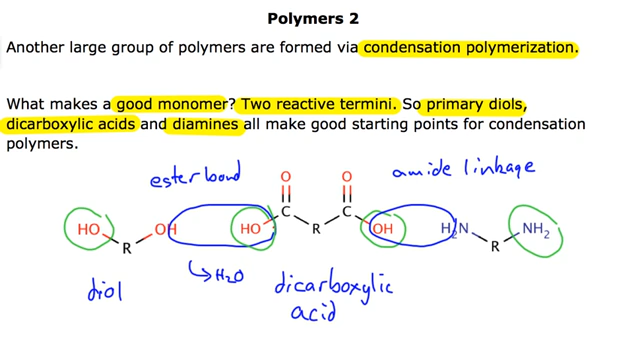 Polymers 2
Another large group of polymers are formed via condensation polymerization.
What makes a good monomer? Two reactive termini. So primary diols,
dicarboxylic acids and diamines all make good starting points for condensation
polymers.
ester bond
amide linkage
O O
C C
HO OH HO R OH H₂N NH₂
R R
H₂O
diol
dicarboxylic
acid